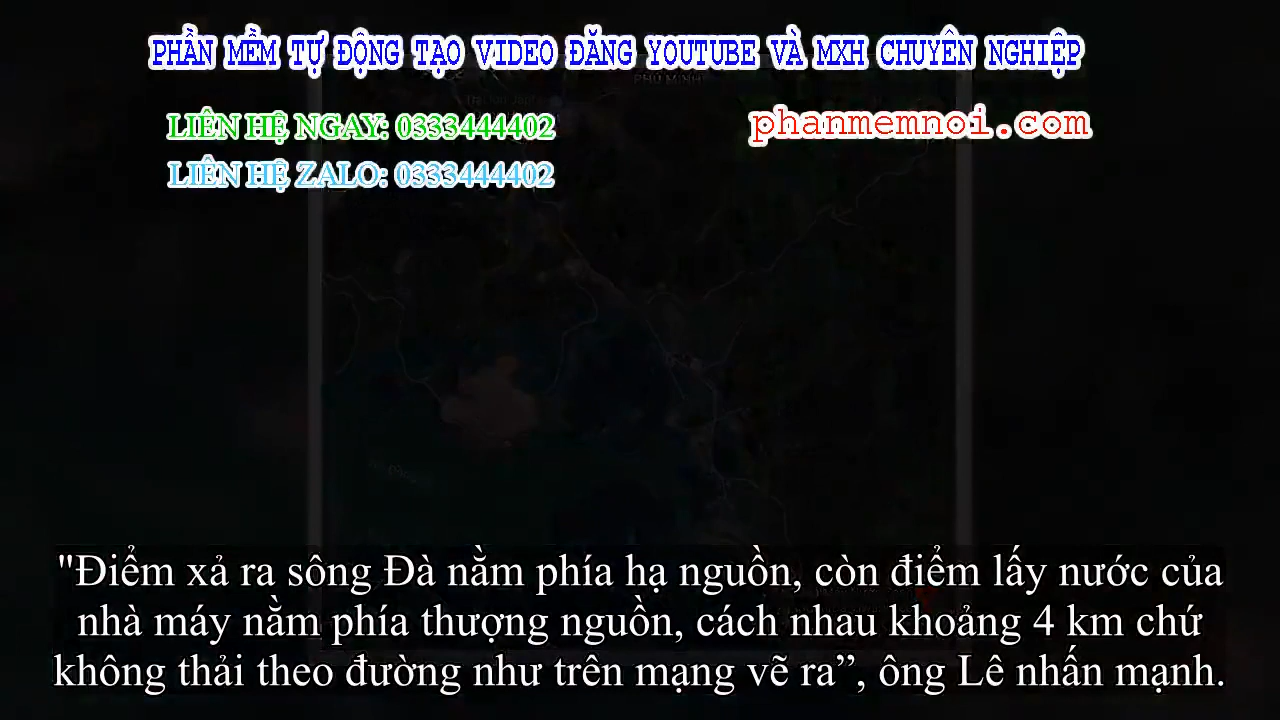 PHẦN MỀM TỰ ĐỘNG TẠO VIDEO ĐĂNG YOUTUBE VÀ MXH CHUYÊN NGHIỆP
LIÊN HỆ NGAY: 0333444402
phanmemnoi.com
LIÊN HỆ ZALO: 0333444402
PHÚ MINH
"Điểm xả ra sông Đà nằm phía hạ nguồn, còn điểm lấy nước của
nhà máy nằm phía thượng nguồn, cách nhau khoảng 4 km chứ
không thải theo đường như trên mạng vẽ ra”, ông Lê nhấn mạnh.